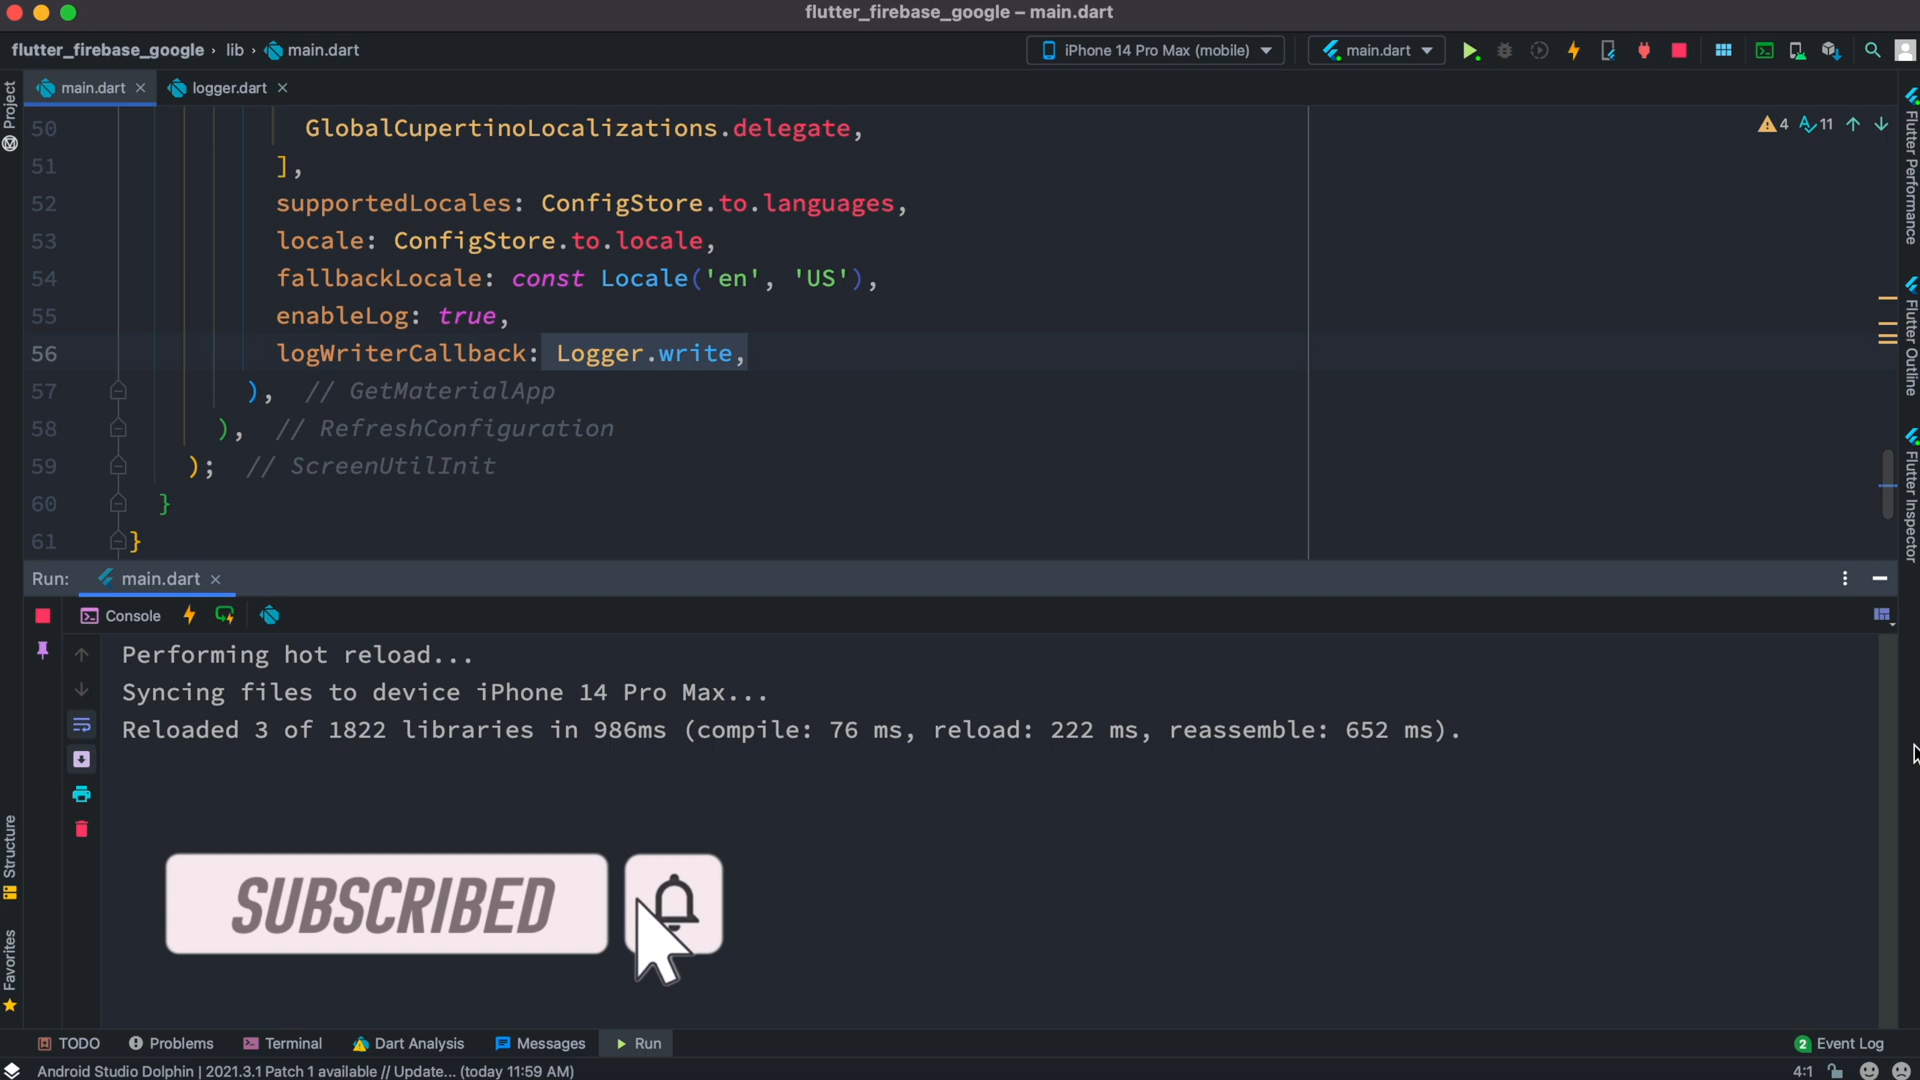 flutter_firebase_google – main.dart
flutter_firebase_google › lib › main.dart
iPhone 14 Pro Max (mobile)
main.dart
main.dart
logger.dart
Project
50 GlobalCupertinoLocalizations.delegate,
4 11
51 ],
52 supportedLocales: ConfigStore.to.languages,
53 locale: ConfigStore.to.locale,
54 fallbackLocale: const Locale('en', 'US'),
55 enableLog: true,
56 logWriterCallback: Logger.write,
57 ), // GetMaterialApp
58 ), // RefreshConfiguration
59 ); // ScreenUtilInit
60 }
61 }
Flutter Performance
Flutter Outline
Flutter Inspector
Run: main.dart
Console
Performing hot reload...
Syncing files to device iPhone 14 Pro Max...
Reloaded 3 of 1822 libraries in 986ms (compile: 76 ms, reload: 222 ms, reassemble: 652 ms).
SUBSCRIBED
Structure
Favorites
TODO
Problems
Terminal
Dart Analysis
Messages
Run
2 Event Log
Android Studio Dolphin | 2021.3.1 Patch 1 available // Update... (today 11:59 AM)
4:1